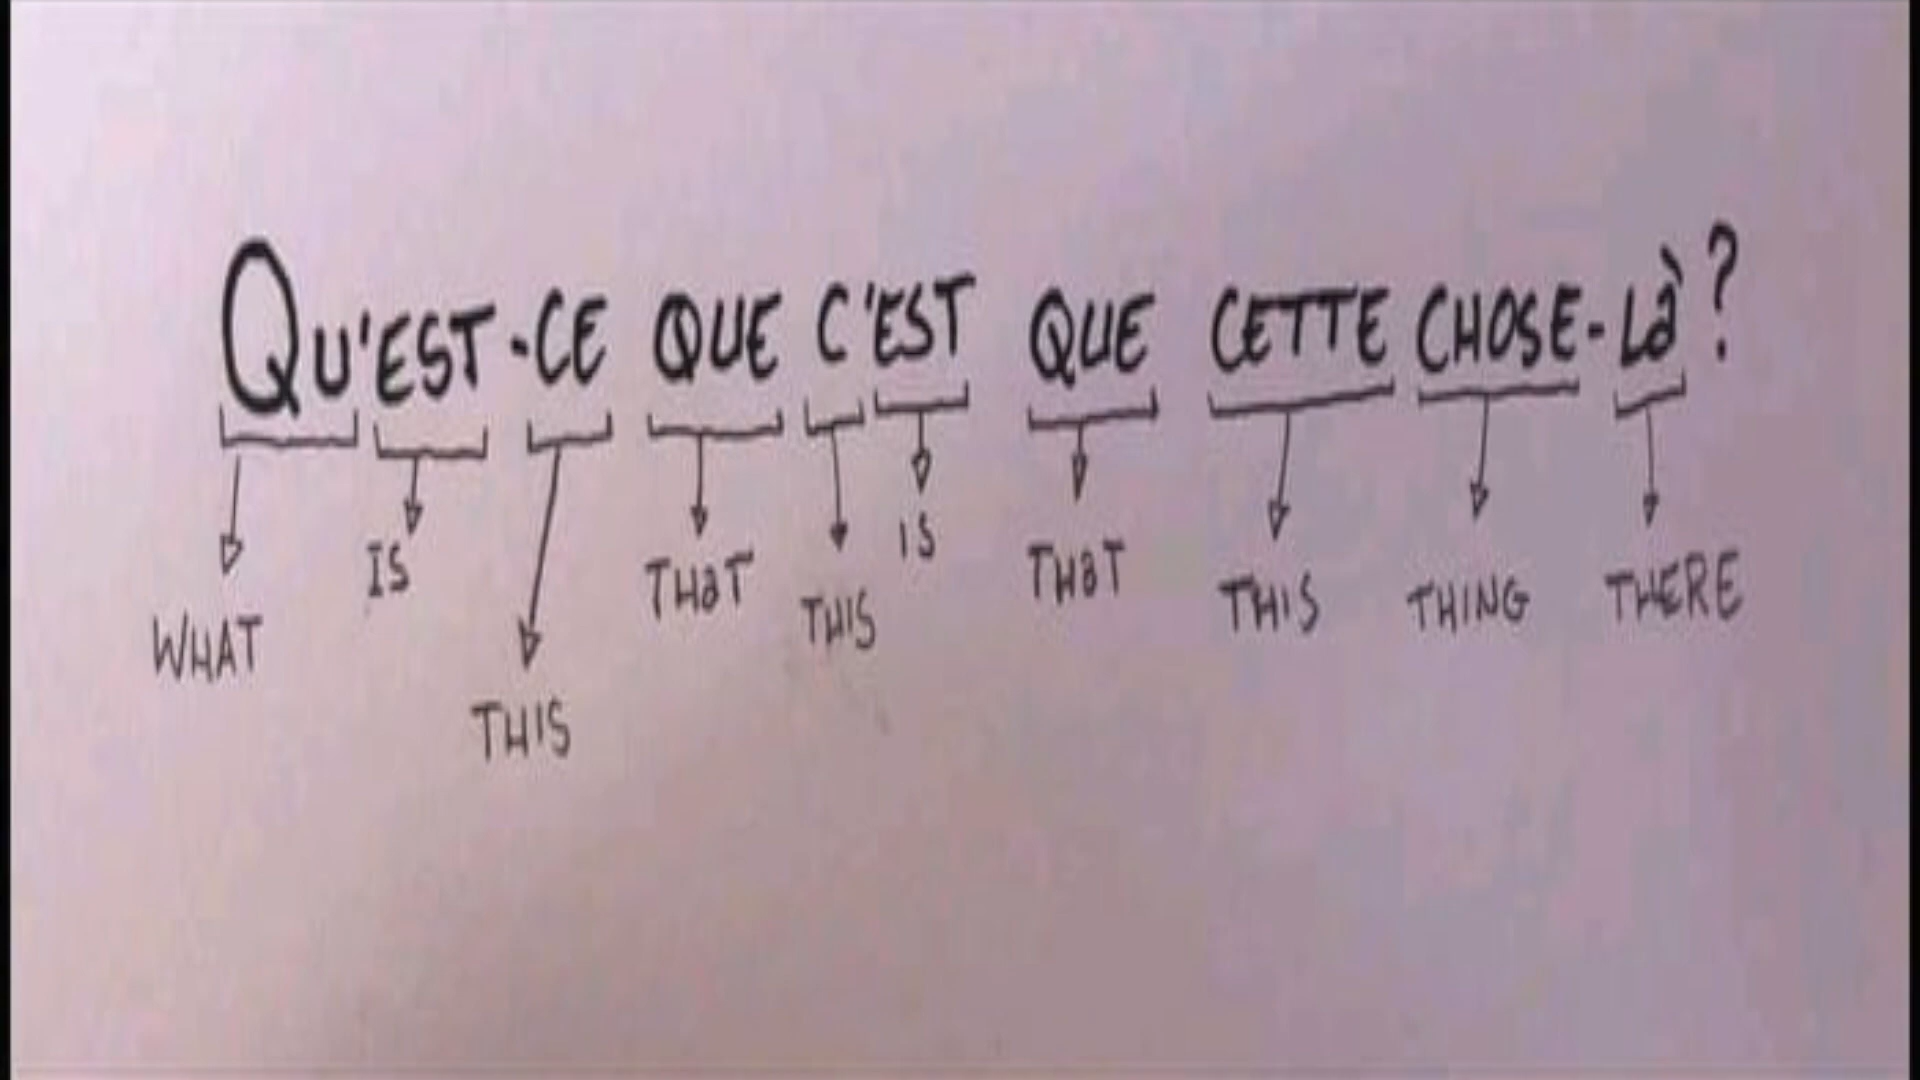 QU'EST-CE QUE C'EST QUE CETTE CHOSE-Là?
WHAT IS THIS THaT THIS IS THaT THIS THING THERE